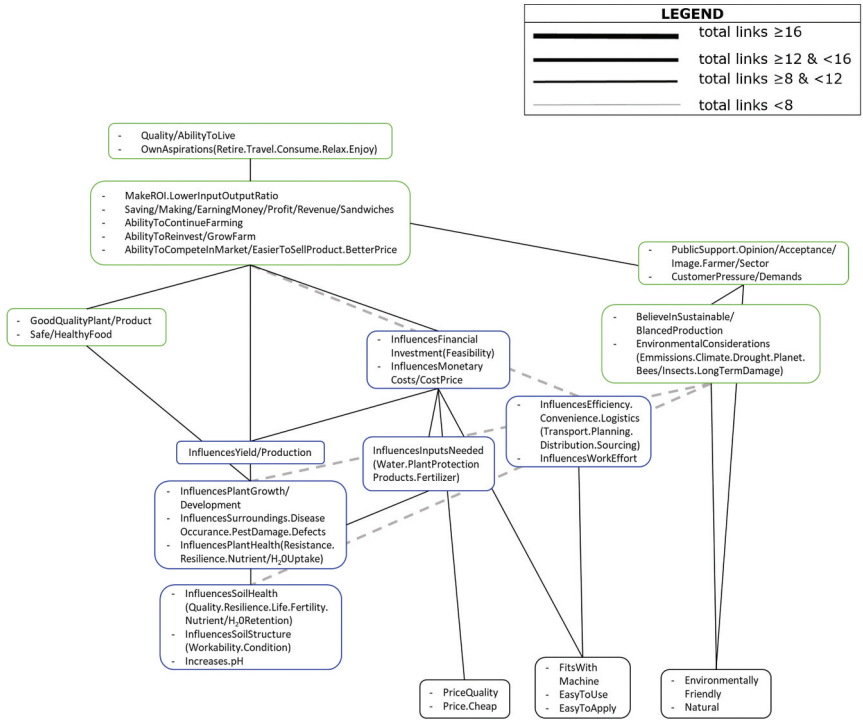 LEGEND
total links ≥16
total links ≥12 & <16
total links ≥8 & <12
total links <8
- Quality/AbilityToLive
- OwnAspirations(Retire.Travel.Consume.Relax.Enjoy)
- MakeROI.LowerInputOutputRatio
- Saving/Making/EarningMoney/Profit/Revenue/Sandwiches
- AbilityToContinueFarming
- AbilityToReinvest/GrowFarm
- AbilityToCompeteInMarket/EasierToSellProduct.BetterPrice
- PublicSupport.Opinion/Acceptance/
Image.Farmer/Sector
- CustomerPressure/Demands
- GoodQualityPlant/Product
- Safe/HealthyFood
- BelieveInSustainable/
BlancedProduction
- EnvironmentalConsiderations
(Emmissions.Climate.Drought.Planet.
Bees/Insects.LongTermDamage)
- InfluencesFinancial
Investment(Feasibility)
- InfluencesMonetary
Costs/CostPrice
- InfluencesEfficiency.
Convenience.Logistics
(Transport.Planning.
Distribution.Sourcing)
- InfluencesWorkEffort
InfluencesYield/Production
InfluencesInputsNeeded
(Water.PlantProtection
Products.Fertilizer)
- InfluencesPlantGrowth/
Development
- InfluencesSurroundings.Disease
Occurance.PestDamage.Defects
- InfluencesPlantHealth(Resistance.
Resilience.Nutrient/H₂0Uptake)
- InfluencesSoilHealth
(Quality.Resilience.Life.Fertility.
Nutrient/H₂0Retention)
- InfluencesSoilStructure
(Workability.Condition)
- Increases.pH
- PriceQuality
- Price.Cheap
- FitsWith
Machine
- EasyToUse
- EasyToApply
- Environmentally
Friendly
- Natural